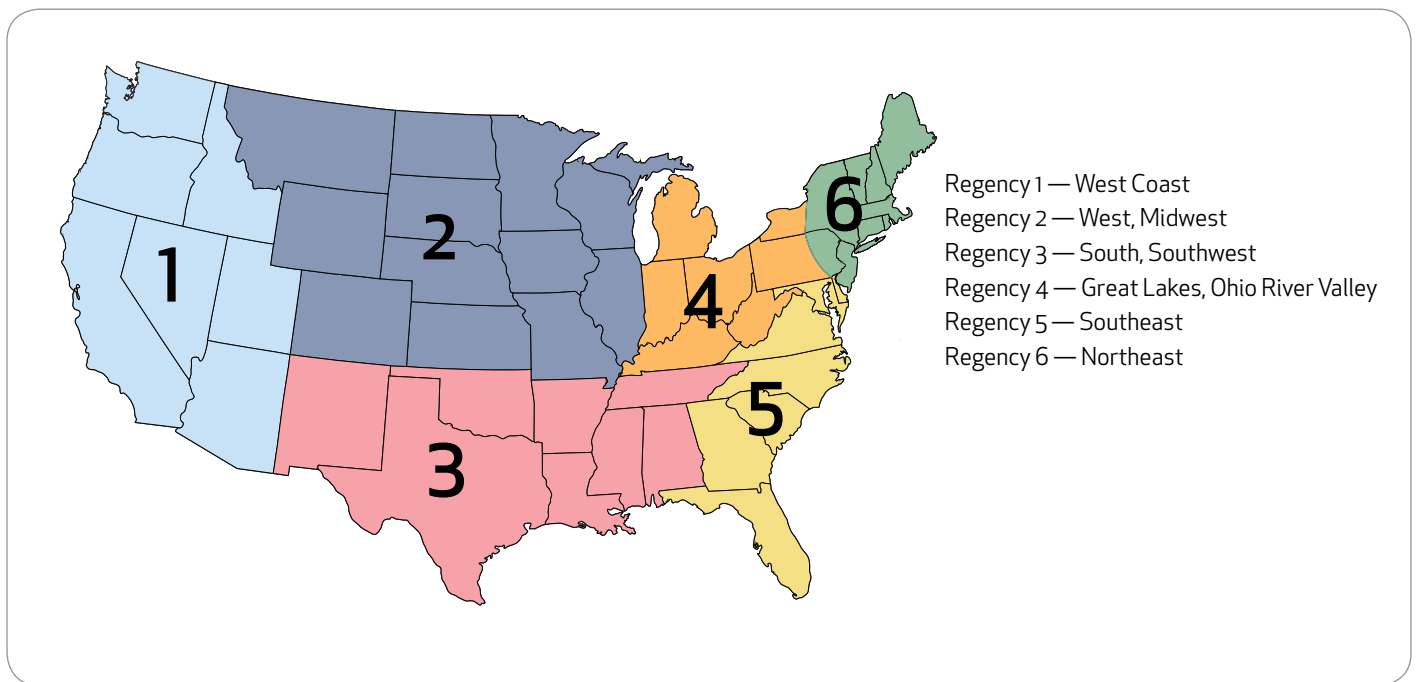 1
2
3
4
5
6
Regency 1 — West Coast
Regency 2 — West, Midwest
Regency 3 — South, Southwest
Regency 4 — Great Lakes, Ohio River Valley
Regency 5 — Southeast
Regency 6 — Northeast